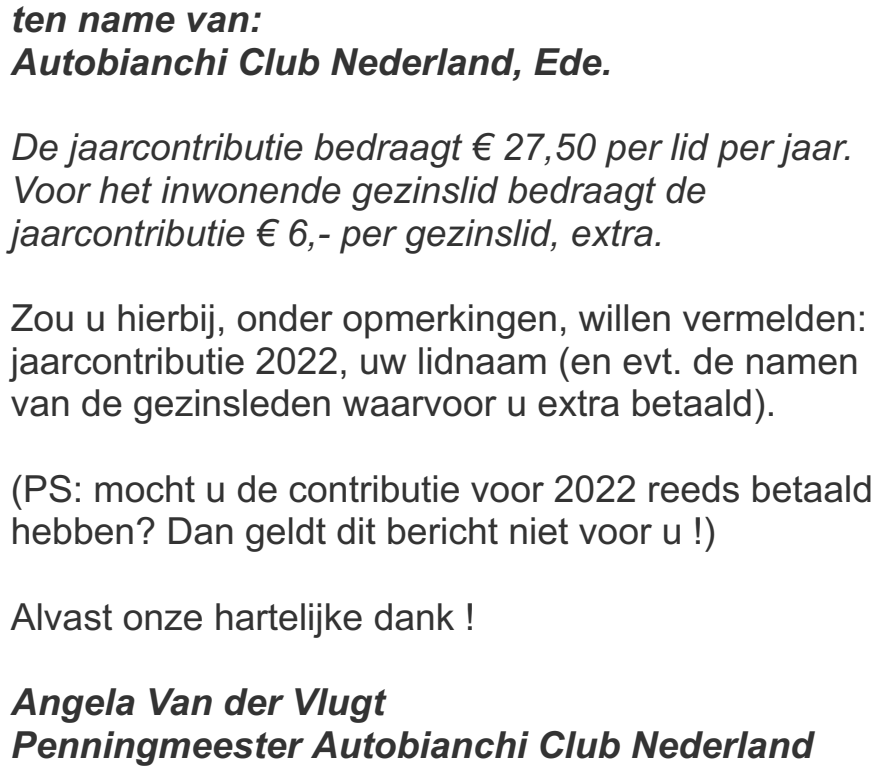 ten name van:
Autobianchi Club Nederland, Ede.
De jaarcontributie bedraagt € 27,50 per lid per jaar.
Voor het inwonende gezinslid bedraagt de
jaarcontributie € 6,- per gezinslid, extra.
Zou u hierbij, onder opmerkingen, willen vermelden:
jaarcontributie 2022, uw lidnaam (en evt. de namen
van de gezinsleden waarvoor u extra betaald).
(PS: mocht u de contributie voor 2022 reeds betaald
hebben? Dan geldt dit bericht niet voor u !)
Alvast onze hartelijke dank !
Angela Van der Vlugt
Penningmeester Autobianchi Club Nederland